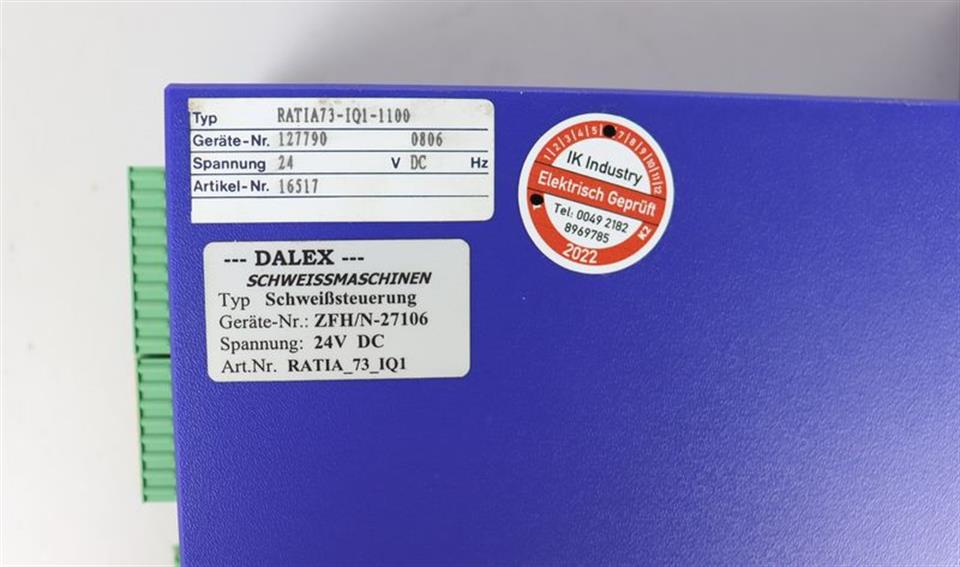 Typ RATIA73-IQ1-1100
Geräte-Nr. 127790 0806
Spannung 24 V DC Hz
Artikel-Nr. 16517
--- DALEX ---
SCHWEISSMASCHINEN
Typ Schweißsteuerung
Geräte-Nr.: ZFH/N-27106
Spannung: 24V DC
Art.Nr. RATIA_73_IQ1
1|2|3|4|5|7|8|9|10|11|12
IK Industry
Elektrisch Geprüft
Tel: 0049 2182
8969785
K2
2022